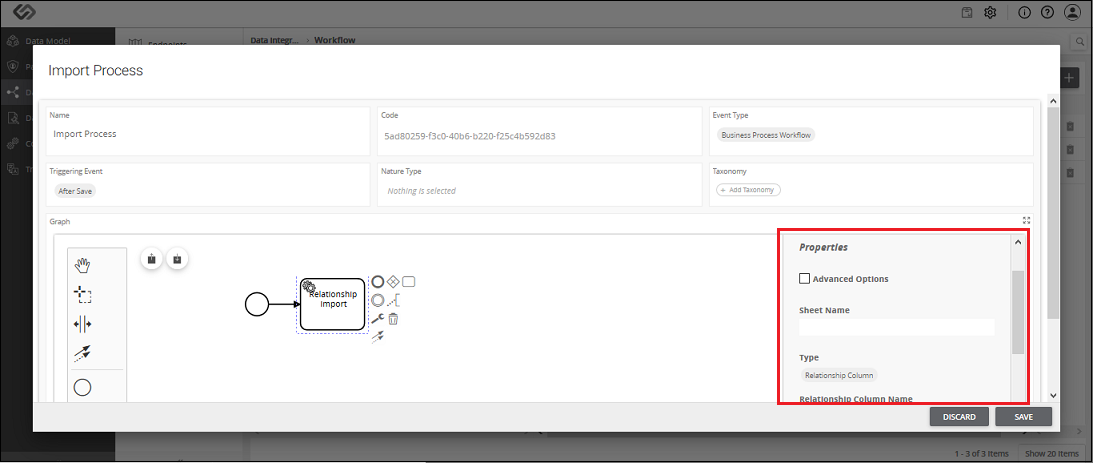 Data Model
Endpoints
Data Integr... > Workflow
Import Process
Name
Import Process
Code
5ad80259-f3c0-40b6-b220-f25c4b592d83
Event Type
Business Process Workflow
Triggering Event
After Save
Nature Type
Nothing is selected
Taxonomy
+ Add Taxonomy
Graph
Relationship
Import
Properties
Advanced Options
Sheet Name
Type
Relationship Column
Relationship Column Name
DISCARD
SAVE
1 - 3 of 3 Items
Show 20 Items